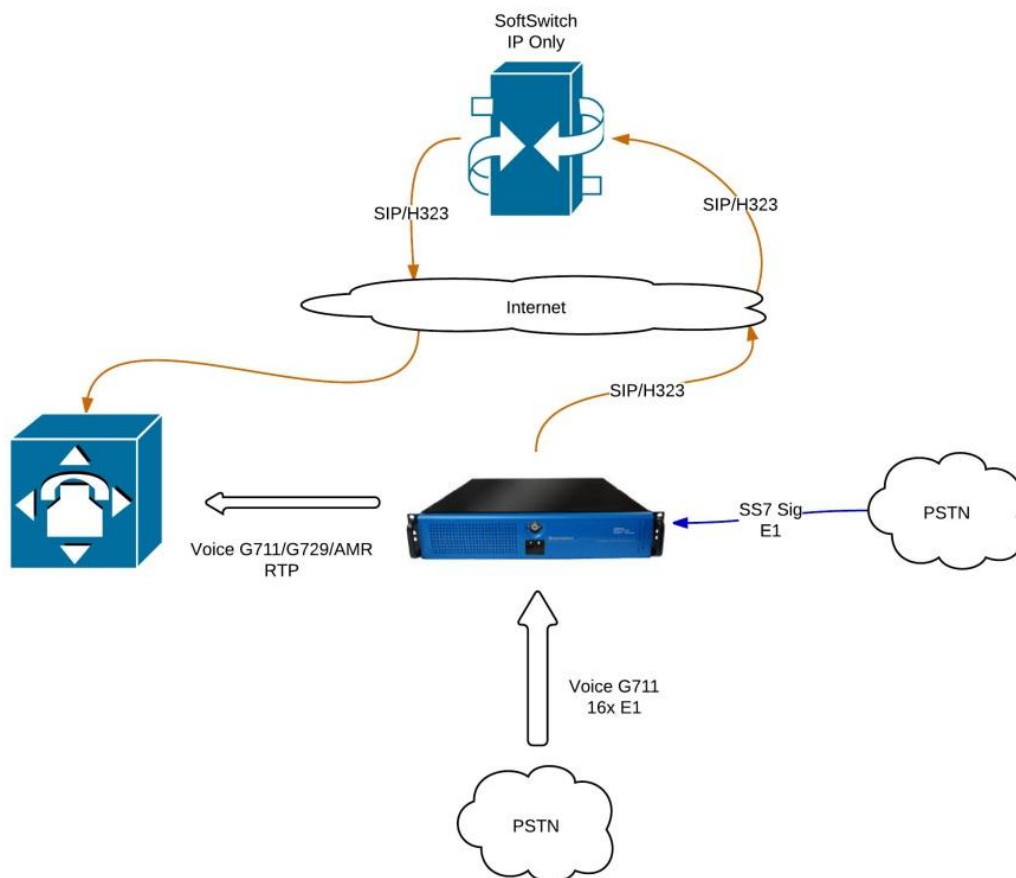 SoftSwitch
IP Only
SIP/H323
SIP/H323
Internet
SIP/H323
SS7 Sig
E1
PSTN
Voice G711/G729/AMR
RTP
Voice G711
16x E1
PSTN